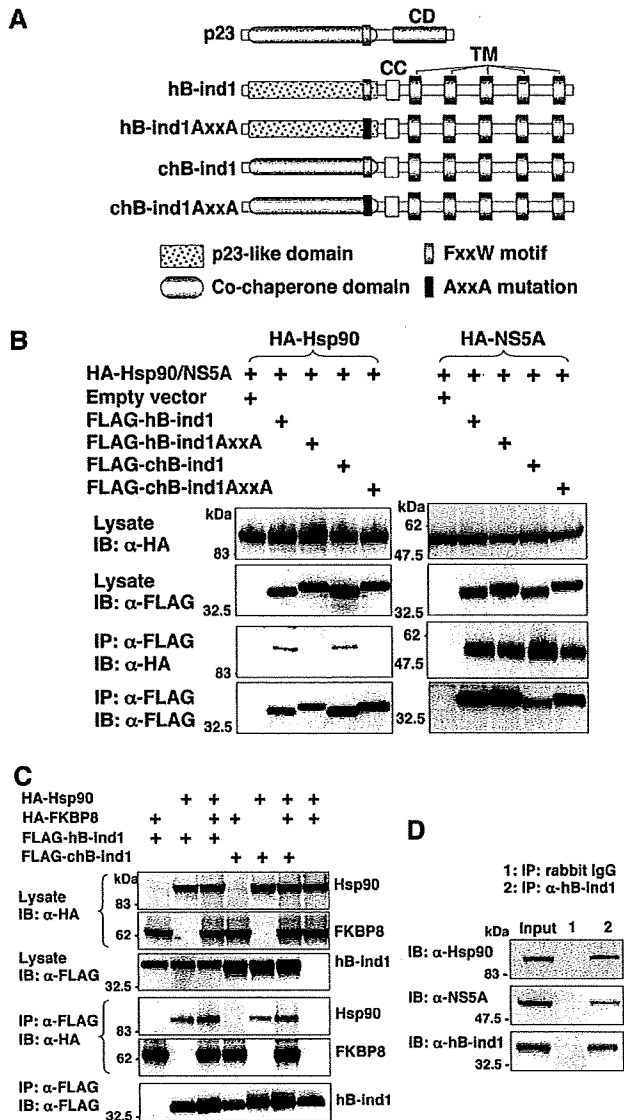 A
p23
CD
CC
TM
hB-ind1
hB-ind1AxxA
chB-ind1
chB-ind1AxxA
p23-like domain
FxxW motif
Co-chaperone domain
AxxA mutation
B
HA-Hsp90
HA-NS5A
HA-Hsp90/NS5A + + + + + + + + + +
Empty vector + +
FLAG-hB-ind1 + +
FLAG-hB-ind1AxxA + +
FLAG-chB-ind1 + +
FLAG-chB-ind1AxxA + +
kDa kDa
Lysate
IB: α-HA
83
62
47.5
Lysate
IB: α-FLAG
32.5
32.5
IP: α-FLAG
IB: α-HA
83
62
47.5
IP: α-FLAG
IB: α-FLAG
32.5
32.5
C
HA-Hsp90 + + + + +
HA-FKBP8 + + + + +
FLAG-hB-ind1 + + +
FLAG-chB-ind1 + + +
kDa
Lysate
IB: α-HA
83
Hsp90
62
FKBP8
Lysate
IB: α-FLAG
32.5
hB-ind1
IP: α-FLAG
IB: α-HA
83
Hsp90
62
FKBP8
IP: α-FLAG
IB: α-FLAG
32.5
hB-ind1
D
1: IP: rabbit IgG
2: IP: α-hB-ind1
kDa Input 1 2
IB: α-Hsp90
83 -
IB: α-NS5A
47.5 -
IB: α-hB-ind1
32.5 -